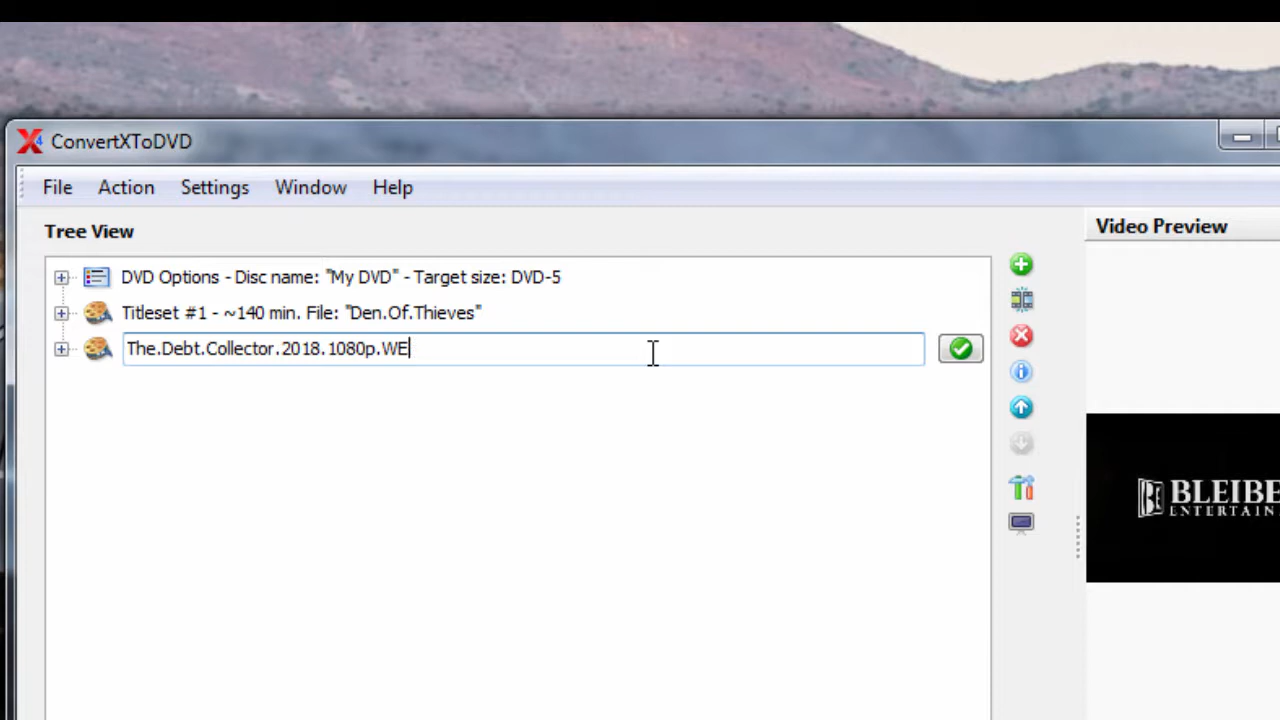 ConvertXToDVD
File Action Settings Window Help
Tree View
Video Preview
DVD Options - Disc name: "My DVD" - Target size: DVD-5
Titleset #1 - ~140 min. File: "Den.Of.Thieves"
The.Debt.Collector.2018.1080p.WE
BLEIBE
ENTERTAIN